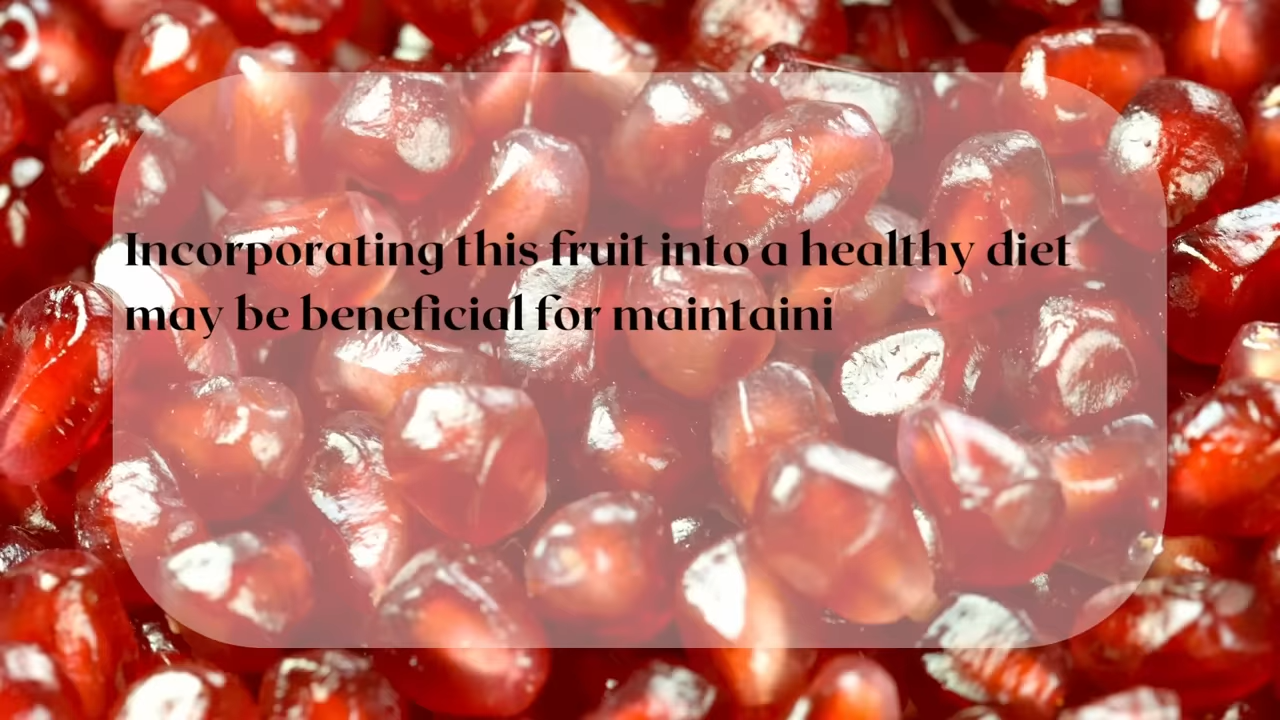 Incorporating this fruit into a healthy diet
may be beneficial for maintaini